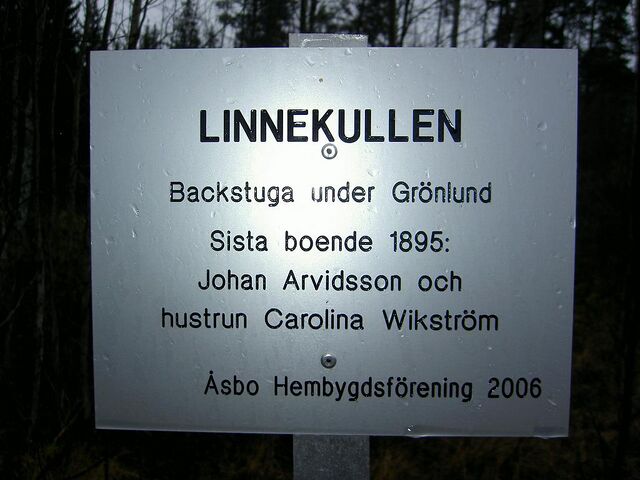 LINNEKULLEN
Backstuga under Grönlund
Sista boende 1895:
Johan Arvidsson och
hustrun Carolina Wikström
Åsbo Hembygdsförening 2006